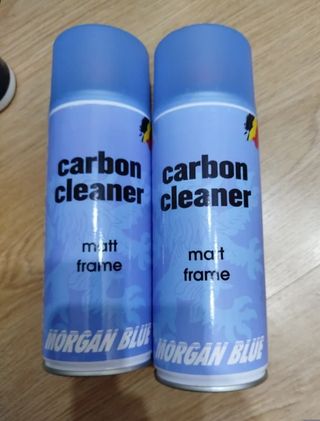 carbon
cleaner
matt
frame
MORGAN BLUE
carbon
cleaner
matt
frame
MORGAN BLUE